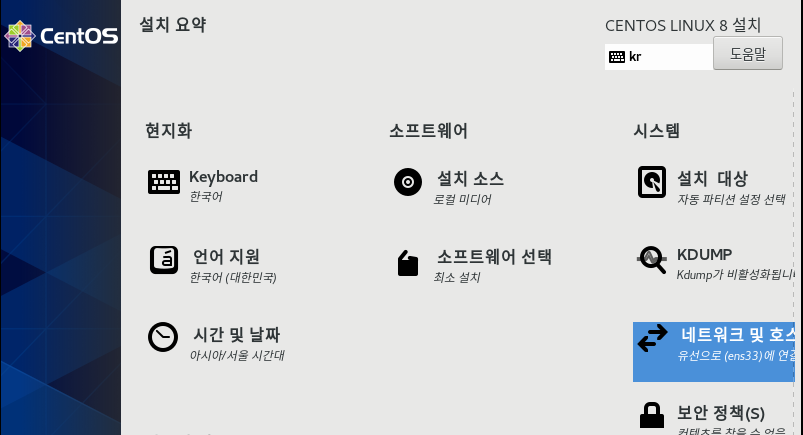 CentOS
설치 요약
CENTOS LINUX 8 설치
kr
도움말
현지화
Keyboard
한국어
언어 지원
한국어 (대한민국)
시간 및 날짜
아시아/서울 시간대
소프트웨어
설치 소스
로컬 미디어
소프트웨어 선택
최소 설치
시스템
설치 대상
자동 파티션 설정 선택
KDUMP
Kdump가 비활성화됩니
네트워크 및 호스
유선으로 (ens33)에 연결
보안 정책(S)